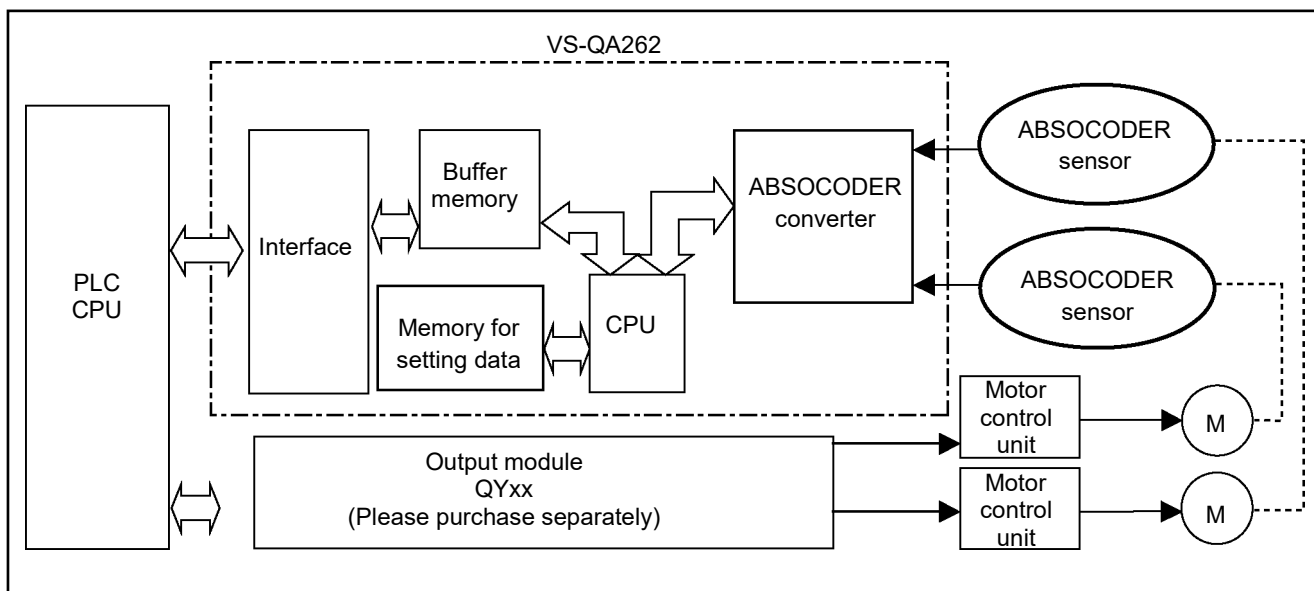 VS-QA262
PLC
CPU
Interface
Buffer
memory
Memory for
setting data
CPU
ABSOCODER
converter
ABSOCODER
sensor
ABSOCODER
sensor
Output module
QYxx
(Please purchase separately)
Motor
control
unit
M
Motor
control
unit
M